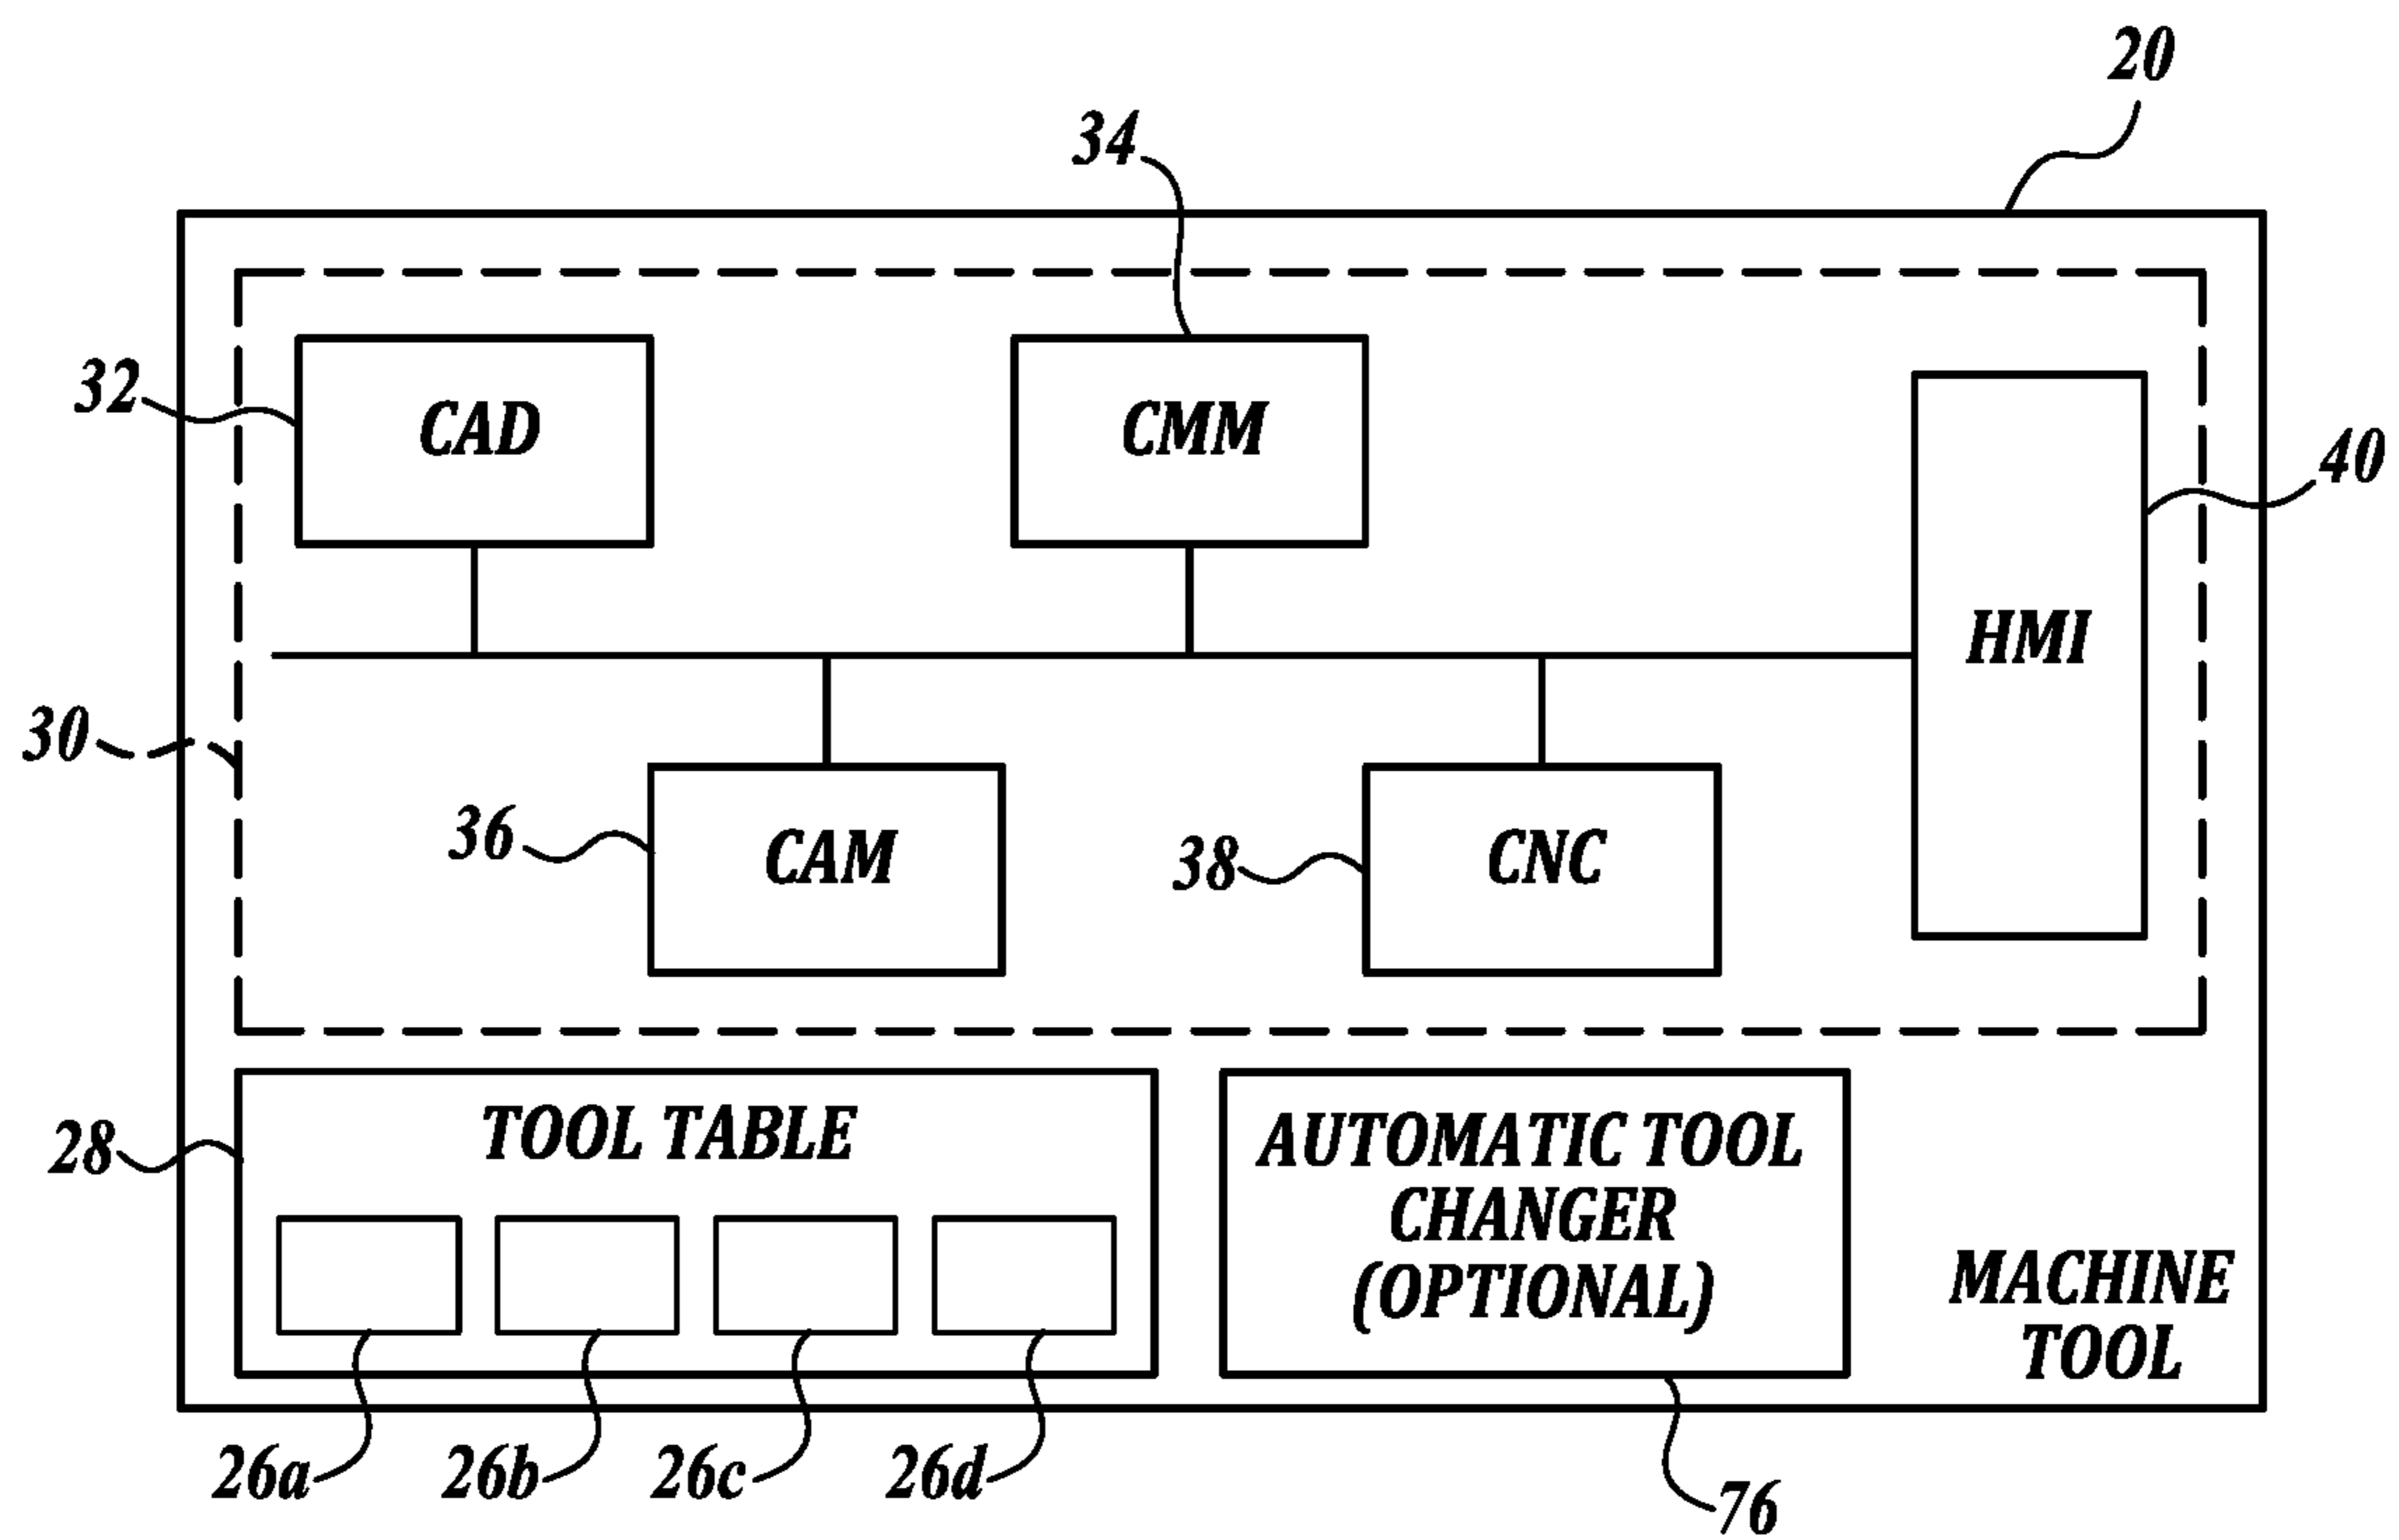 20
34
32
CAD
CMM
40
HMI
30
36
CAM
38
CNC
28
TOOL TABLE
AUTOMATIC TOOL
CHANGER
(OPTIONAL)
MACHINE
TOOL
26a
26b
26c
26d
76